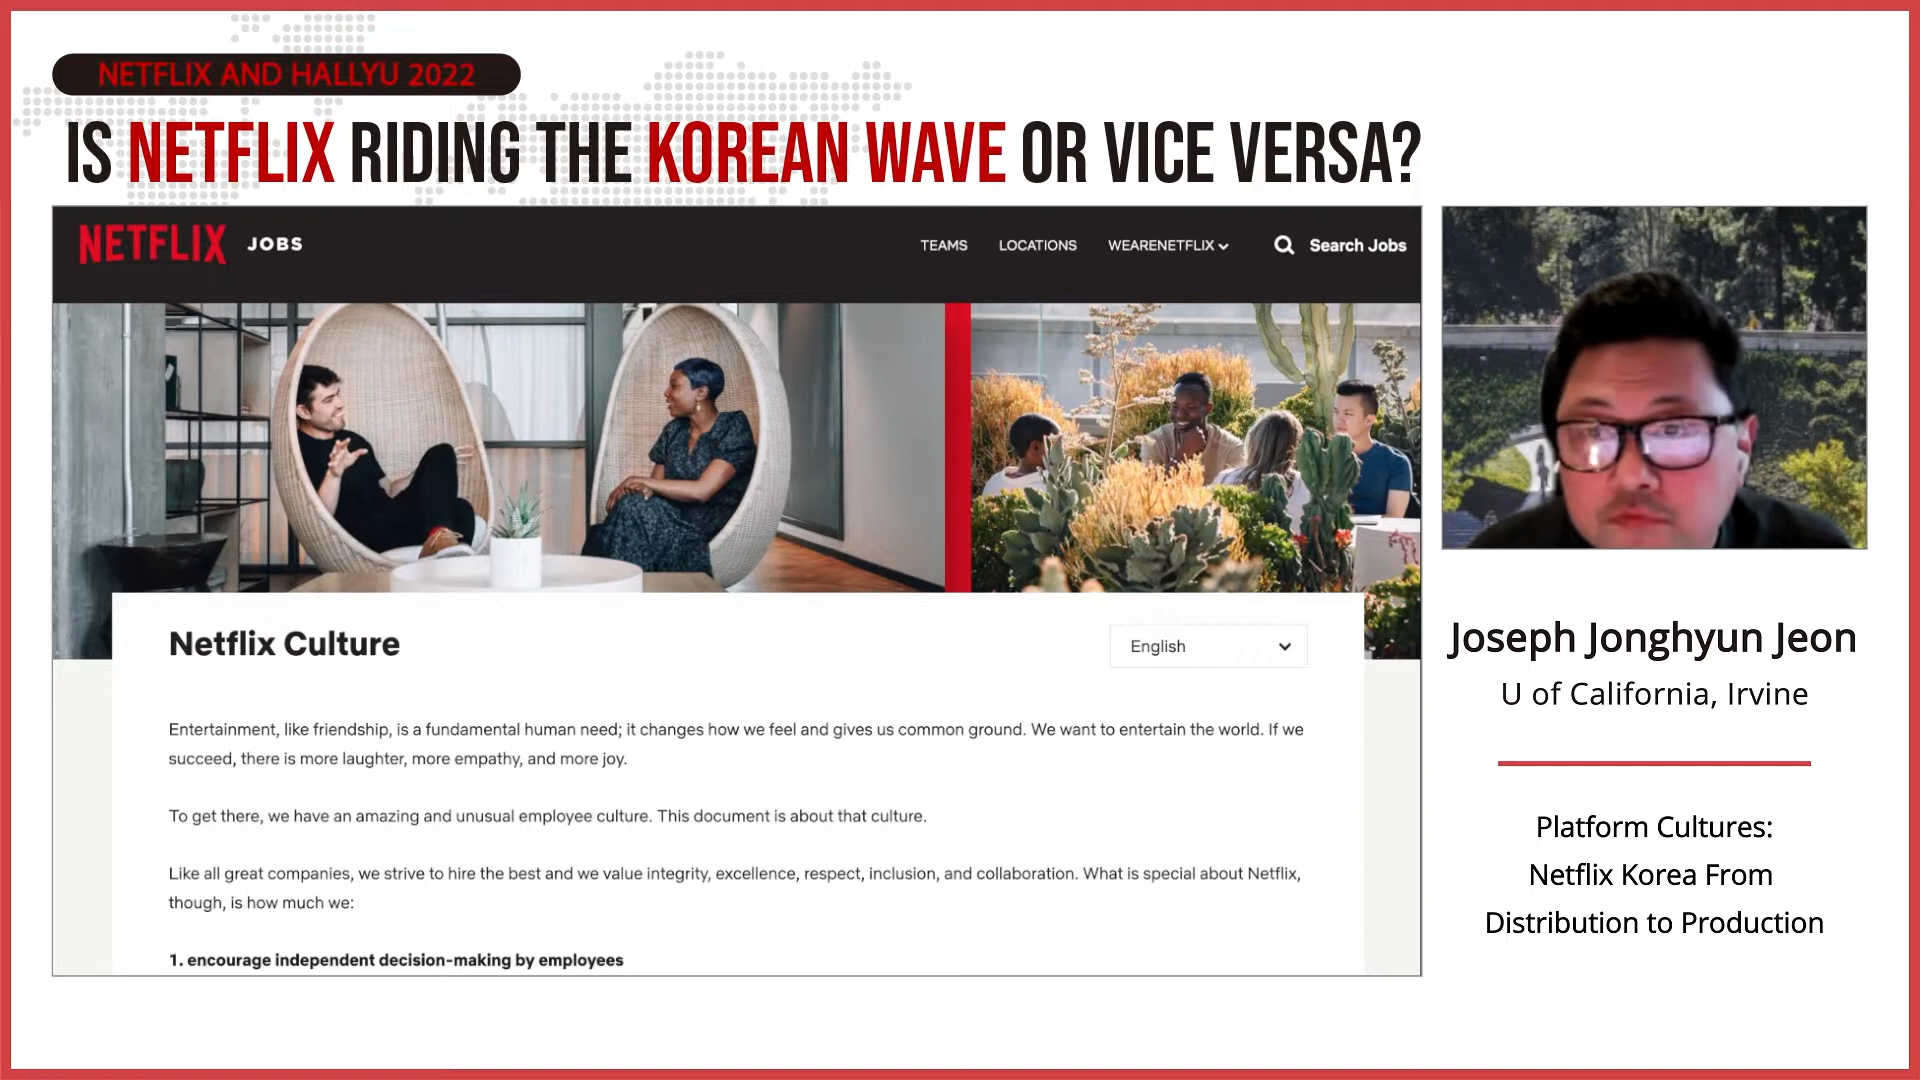 NETFLIX AND HALLYU 2022
IS NETFLIX RIDING THE KOREAN WAVE OR VICE VERSA?
NETFLIX JOBS
TEAMS LOCATIONS WEARENETFLIX Search Jobs
Netflix Culture
English
Entertainment, like friendship, is a fundamental human need; it changes how we feel and gives us common ground. We want to entertain the world. If we
succeed, there is more laughter, more empathy, and more joy.
To get there, we have an amazing and unusual employee culture. This document is about that culture.
Like all great companies, we strive to hire the best and we value integrity, excellence, respect, inclusion, and collaboration. What is special about Netflix,
though, is how much we:
1. encourage independent decision-making by employees
Joseph Jonghyun Jeon
U of California, Irvine
Platform Cultures:
Netflix Korea From
Distribution to Production